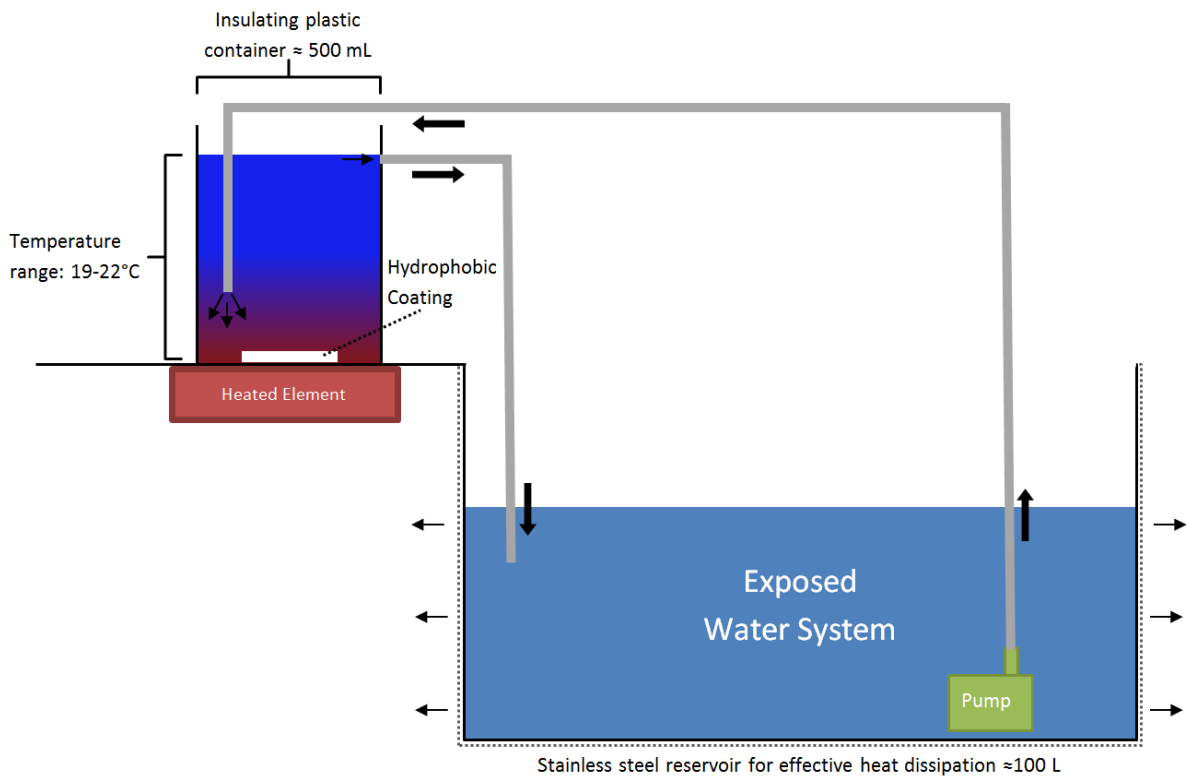 Insulating plastic
container ≈ 500 mL
Temperature
range: 19-22°C
Hydrophobic
Coating
Heated Element
Exposed
Water System
Pump
Stainless steel reservoir for effective heat dissipation ≈100 L